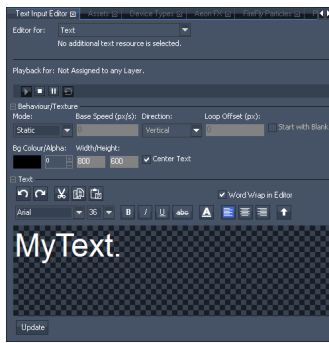 Text Input Editor Assets Device Types AeonFX FireFly Particles
Editor for: Text
No additional text resource is selected.
Playback for: Not Assigned to any Layer.
Behaviour/Texture
Mode: Base Speed (px/s): Direction: Loop Offset (px):
Static 0 Vertical 0 Start with Blank
Bg Colour/Alpha: Width/Height:
0 800 600 Center Text
Text
Word Wrap in Editor
Arial 36 B I U abc A
MyText.
Update